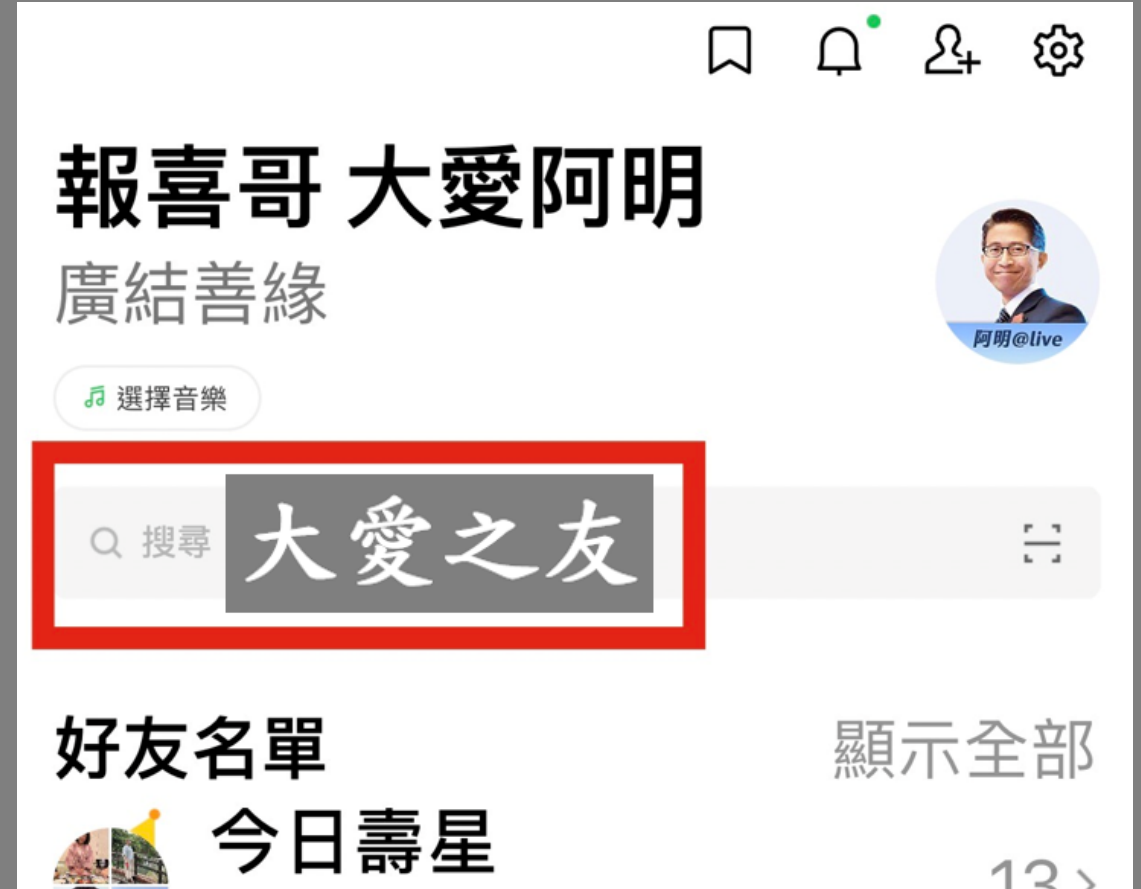 報喜哥 大愛阿明
廣結善緣
阿明@live
選擇音樂
搜尋 大愛之友
好友名單
顯示全部
今日壽星
13